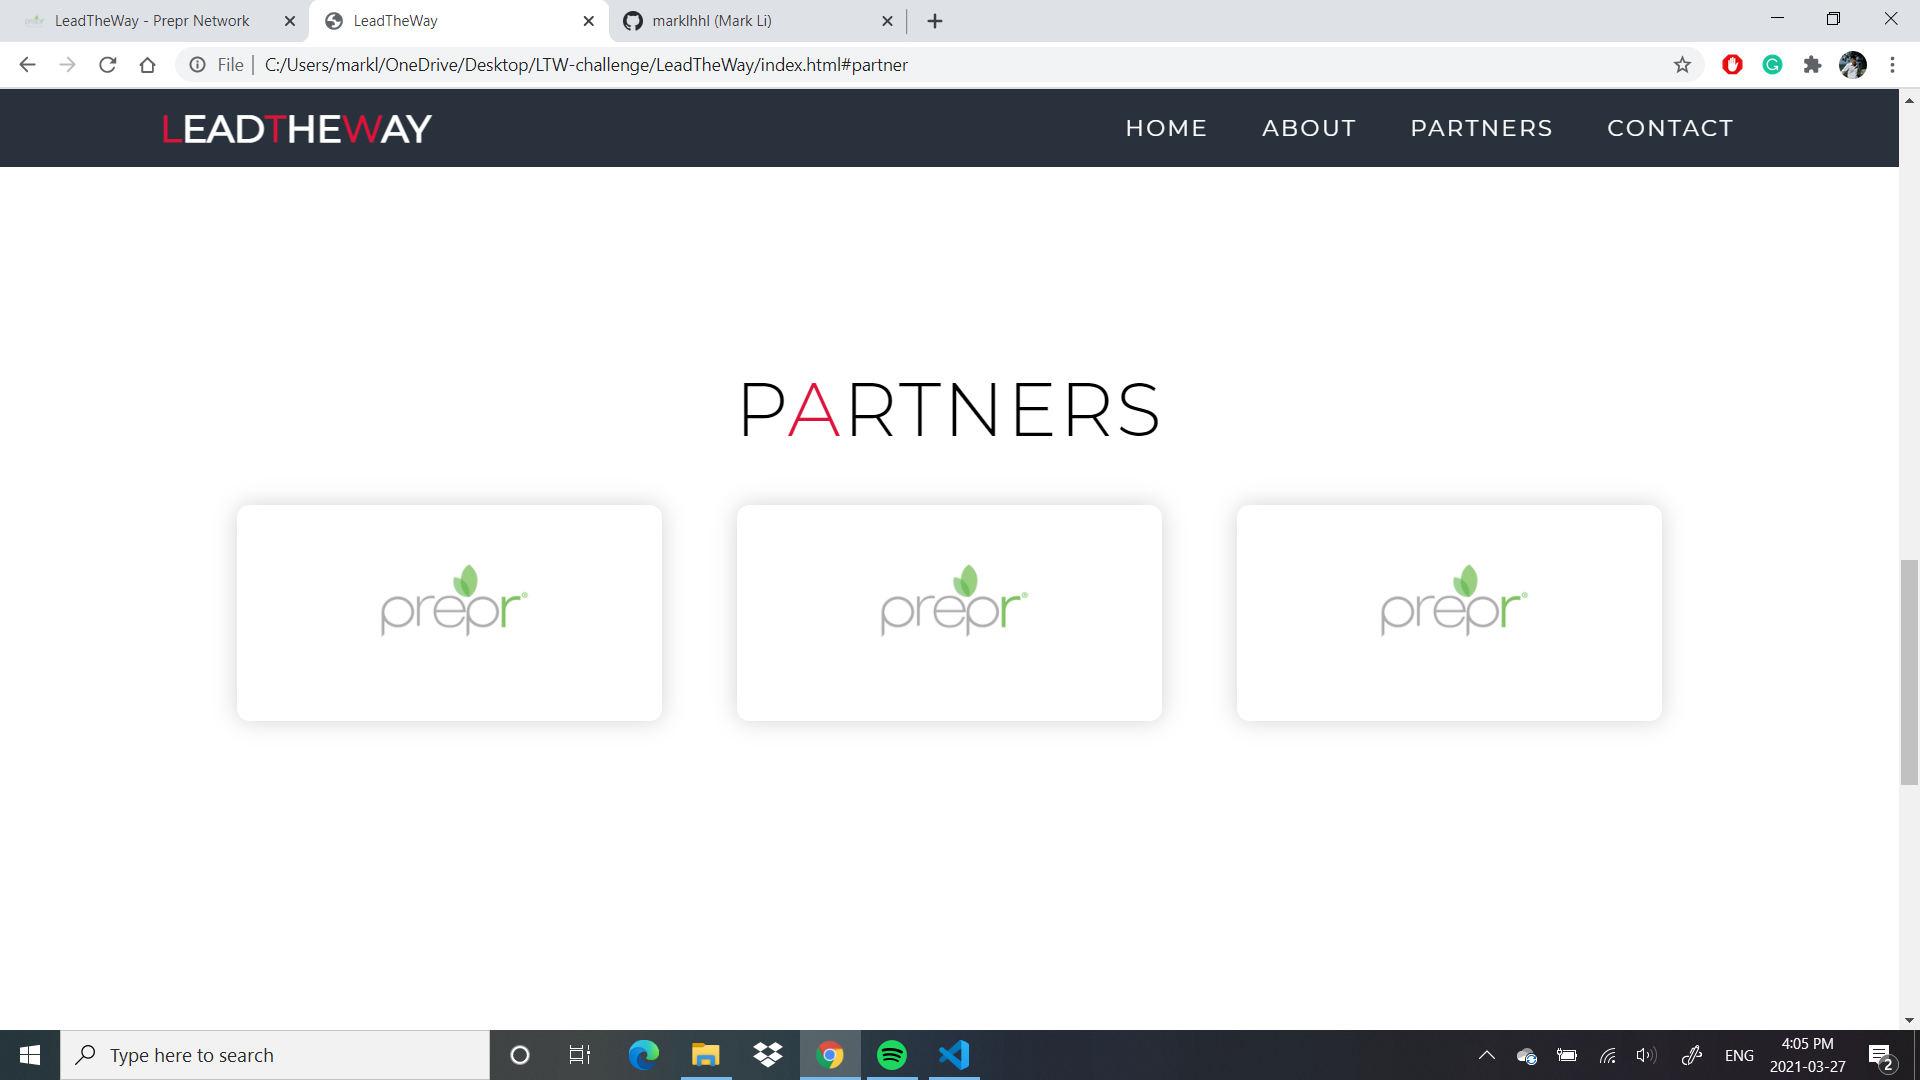 LeadTheWay - Prepr Network
LeadTheWay
marklhhl (Mark Li)
File
C:/Users/markl/OneDrive/Desktop/LTW-challenge/LeadTheWay/index.html#partner
LEADTHEWAY
HOME
ABOUT
PARTNERS
CONTACT
PARTNERS
prepr®
prepr®
prepr®
Type here to search
ENG
4:05 PM
2021-03-27
2